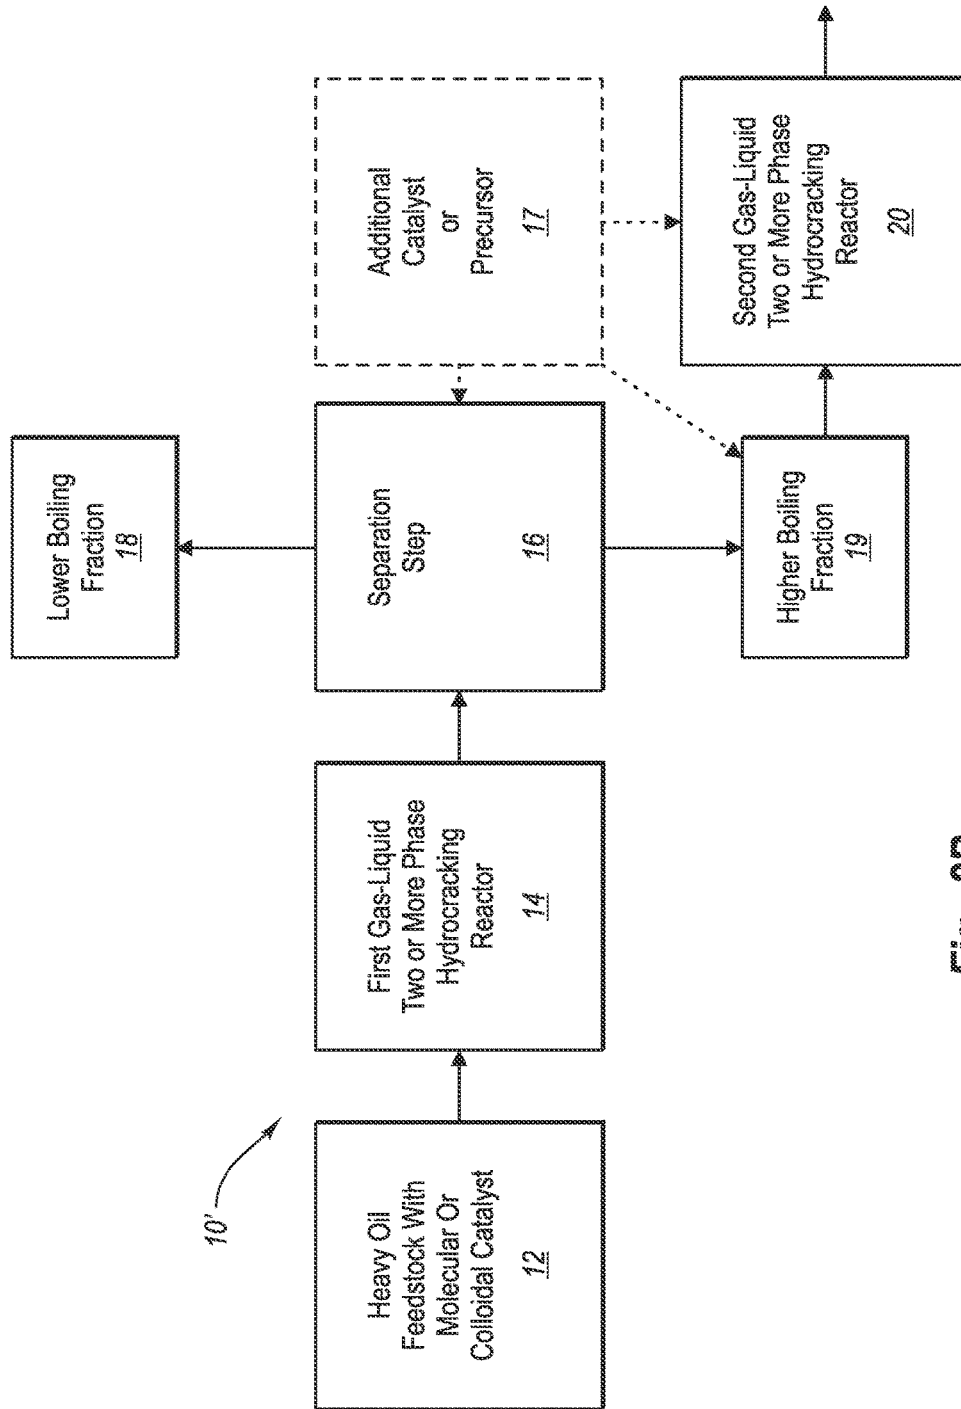 10'
Heavy Oil
Feedstock With
Molecular Or
Colloidal Catalyst
12
First Gas-Liquid
Two or More Phase
Hydrocracking
Reactor
14
Separation
Step
16
Lower Boiling
Fraction
18
Additional
Catalyst
or
Precursor
17
Higher Boiling
Fraction
19
Second Gas-Liquid
Two or More Phase
Hydrocracking
Reactor
20